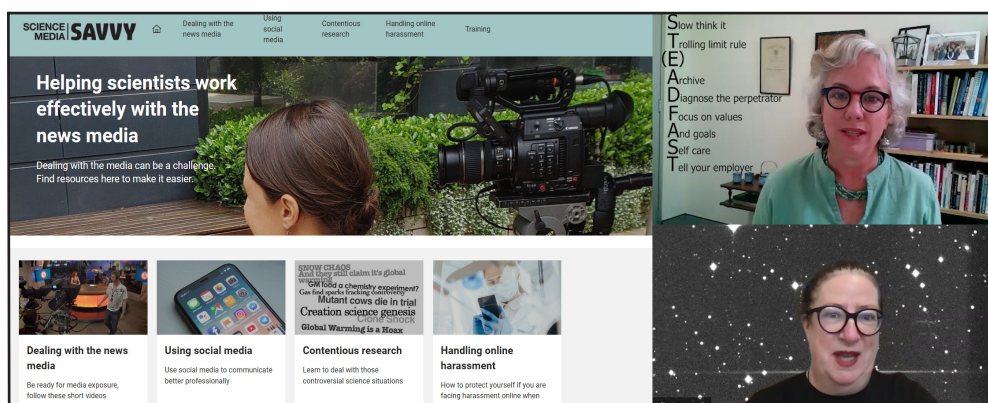 SCIENCE
MEDIA
SAVVY
Dealing with the
news media
Using
social
media
Contentious
research
Handling online
harassment
Training
Helping scientists work
effectively with the
news media
Dealing with the media can be a challenge.
Find resources here to make it easier.
SNOW CHAOS
And they still claim it's global
warming
GM food a chemistry experiment?
Gas find sparks fracking controversy
Mutant cows die in trial
Creation science genesis
Clone Shock
Global Warming is a Hoax
Dealing with the news
media
Be ready for media exposure,
follow these short videos
Using social media
Use social media to communicate
better professionally
Contentious research
Learn to deal with those
controversial science situations
Handling online
harassment
How to protect yourself if you are
facing harassment online when
Slow think it
Trolling limit rule
(E)
Archive
Diagnose the perpetrator
Focus on values
And goals
Self care
Tell your employer
Canon